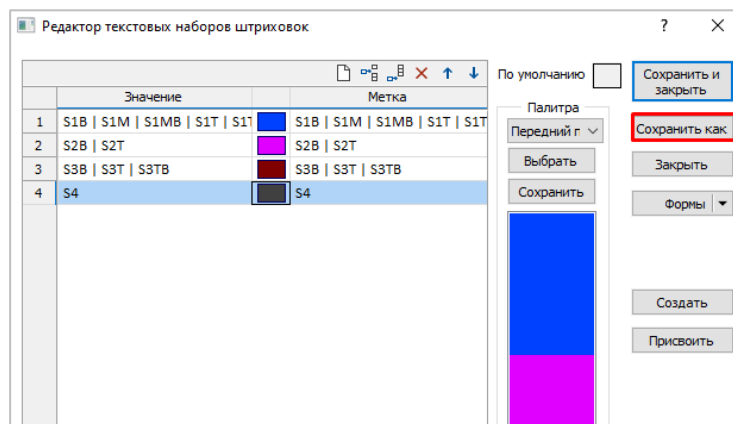 Редактор текстовых наборов штриховок
? ×
По умолчанию
Сохранить и
закрыть
Значение Метка
Палитра
1 S1B | S1M | S1MB | S1T | S1T S1B | S1M | S1MB | S1T | S1T
Передний г
Сохранить как
2 S2B | S2T S2B | S2T
Выбрать
3 S3B | S3T | S3TB S3B | S3T | S3TB
Закрыть
4 S4 S4
Сохранить
Формы
Создать
Присвоить